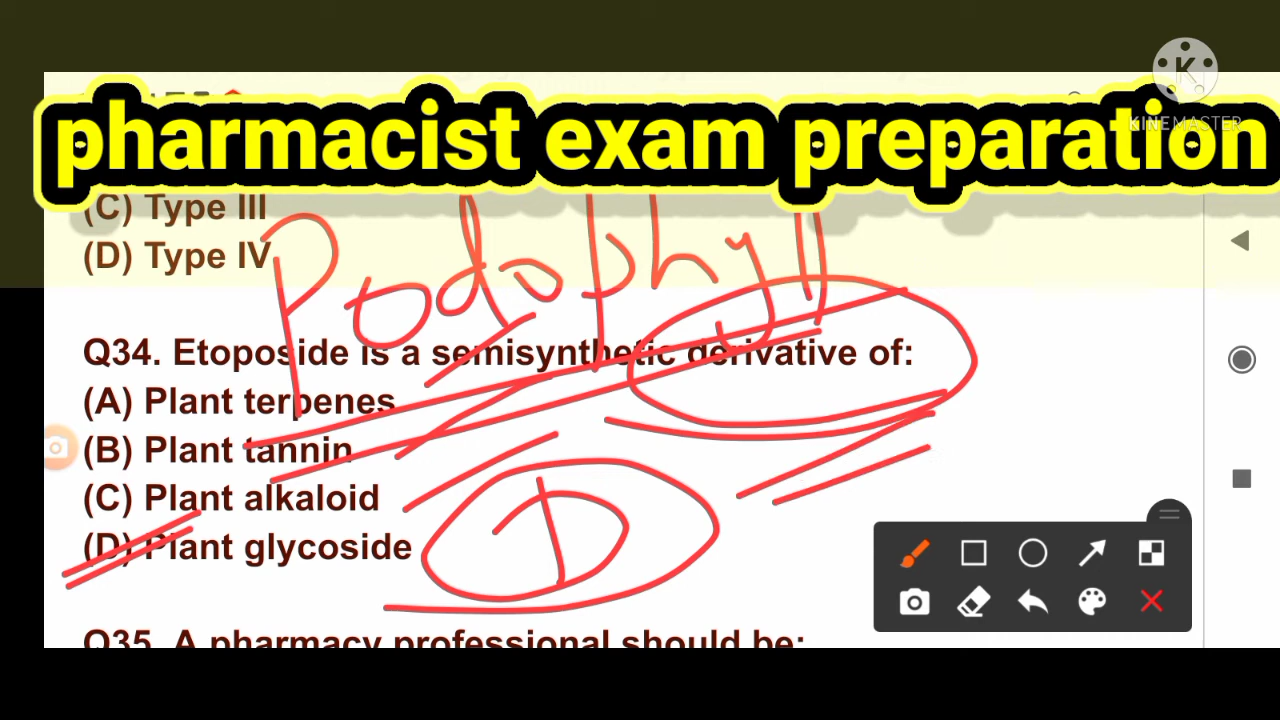 pharmacist exam preparation
KINEMASTER
(C) Type III
(D) Type IV
Podophyll
Q34. Etoposide is a semisynthetic derivative of:
(A) Plant terpenes
(B) Plant tannin
(C) Plant alkaloid
(D) Plant glycoside
D
Q35. A pharmacy professional should be: